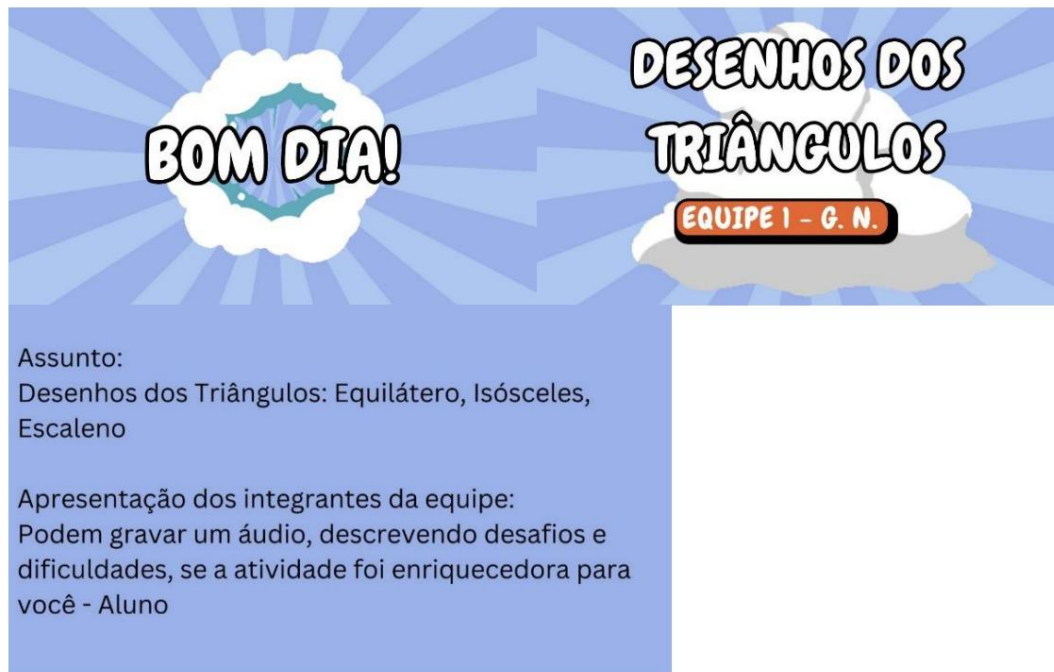 BOM DIA!
DESENHOS DOS
TRIÂNGULOS
EQUIPE 1 - G. N.
Assunto:
Desenhos dos Triângulos: Equilátero, Isósceles,
Escaleno
Apresentação dos integrantes da equipe:
Podem gravar um áudio, descrevendo desafios e
dificuldades, se a atividade foi enriquecedora para
você - Aluno